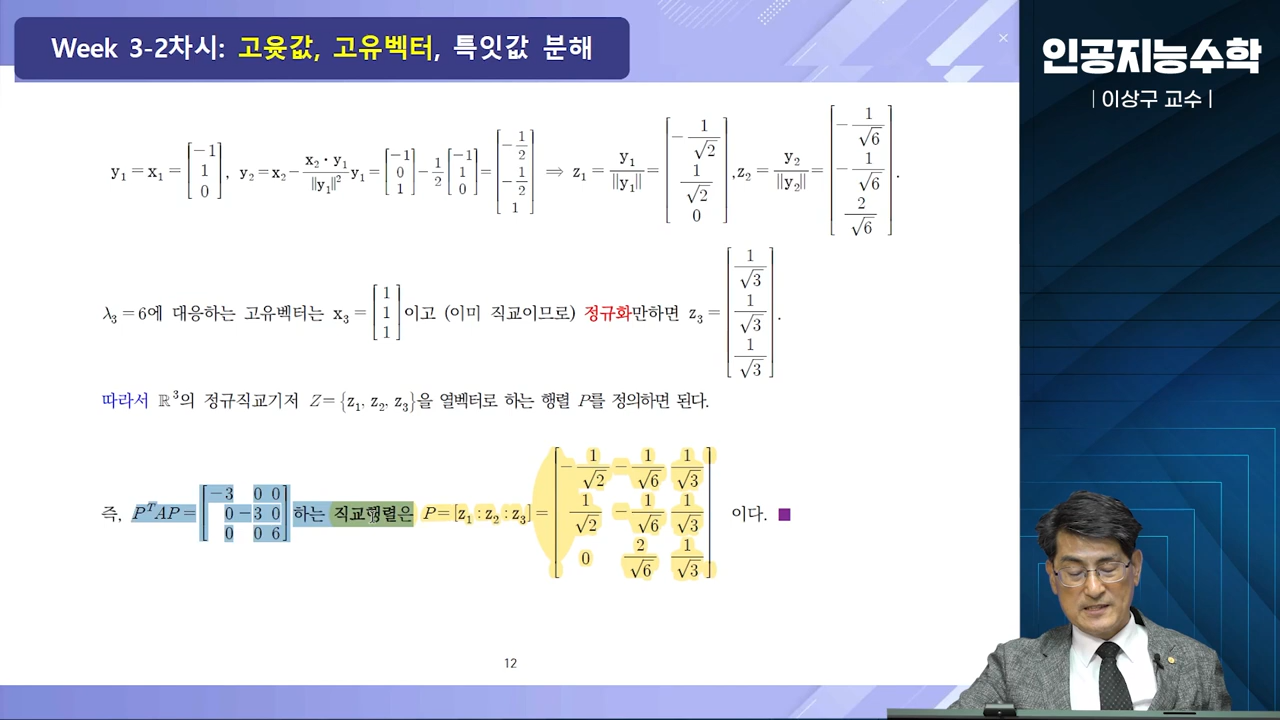 Week 3-2차시: 고윳값, 고유벡터, 특잇값 분해
인공지능수학
| 이상구 교수 |
y₁ = x₁ = [−1 1 0], y₂ = x₂ − (x₂ · y₁ / ‖y₁‖²) y₁ = [−1 0 1] − 1/2 [−1 1 0] = [−1/2 −1/2 1] ⇒ z₁ = y₁/‖y₁‖ = [−1/√2 1/√2 0], z₂ = y₂/‖y₂‖ = [−1/√6 −1/√6 2/√6].
λ₃ = 6에 대응하는 고유벡터는 x₃ = [1 1 1]이고 (이미 직교이므로) 정규화만하면 z₃ = [1/√3 1/√3 1/√3].
따라서 ℝ³의 정규직교기저 Z = {z₁, z₂, z₃}을 열벡터로 하는 행렬 P를 정의하면 된다.
즉, PᵀAP = [−3 0 0; 0 −3 0; 0 0 6] 하는 직교행렬은 P = [z₁ : z₂ : z₃] = [−1/√2 −1/√6 1/√3; 1/√2 −1/√6 1/√3; 0 2/√6 1/√3] 이다. ■
12